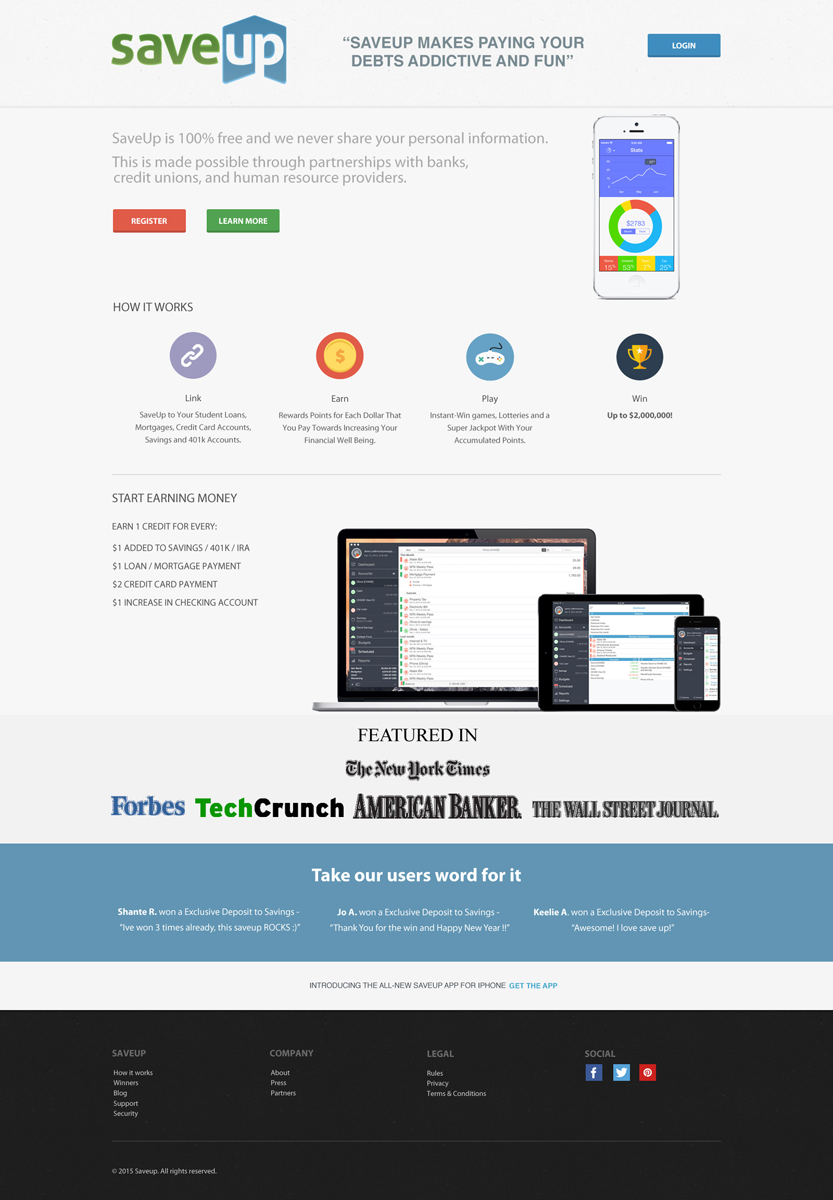 saveup
“SAVEUP MAKES PAYING YOUR
DEBTS ADDICTIVE AND FUN”
LOGIN
SaveUp is 100% free and we never share your personal information.
This is made possible through partnerships with banks,
credit unions, and human resource providers.
REGISTER
LEARN MORE
Stats
$2783
15%
53%
25%
HOW IT WORKS
Link
SaveUp to Your Student Loans,
Mortgages, Credit Card Accounts,
Savings and 401k Accounts.
Earn
Rewards Points for Each Dollar That
You Pay Towards Increasing Your
Financial Well Being.
Play
Instant-Win games, Lotteries and a
Super Jackpot With Your
Accumulated Points.
Win
Up to $2,000,000!
START EARNING MONEY
EARN 1 CREDIT FOR EVERY:
$1 ADDED TO SAVINGS / 401K / IRA
$1 LOAN / MORTGAGE PAYMENT
$2 CREDIT CARD PAYMENT
$1 INCREASE IN CHECKING ACCOUNT
Dashboard
Accounts
Budgets
Scheduled
Reports
FEATURED IN
The New York Times
Forbes
TechCrunch
AMERICAN BANKER
THE WALL STREET JOURNAL.
Take our users word for it
Shante R. won a Exclusive Deposit to Savings -
“Ive won 3 times already, this saveup ROCKS :)”
Jo A. won a Exclusive Deposit to Savings -
“Thank You for the win and Happy New Year !!”
Keelie A. won a Exclusive Deposit to Savings-
“Awesome! I love save up!”
INTRODUCING THE ALL-NEW SAVEUP APP FOR IPHONE GET THE APP
SAVEUP
How it works
Winners
Blog
Support
Security
COMPANY
About
Press
Partners
LEGAL
Rules
Privacy
Terms & Conditions
SOCIAL
© 2015 Saveup. All rights reserved.